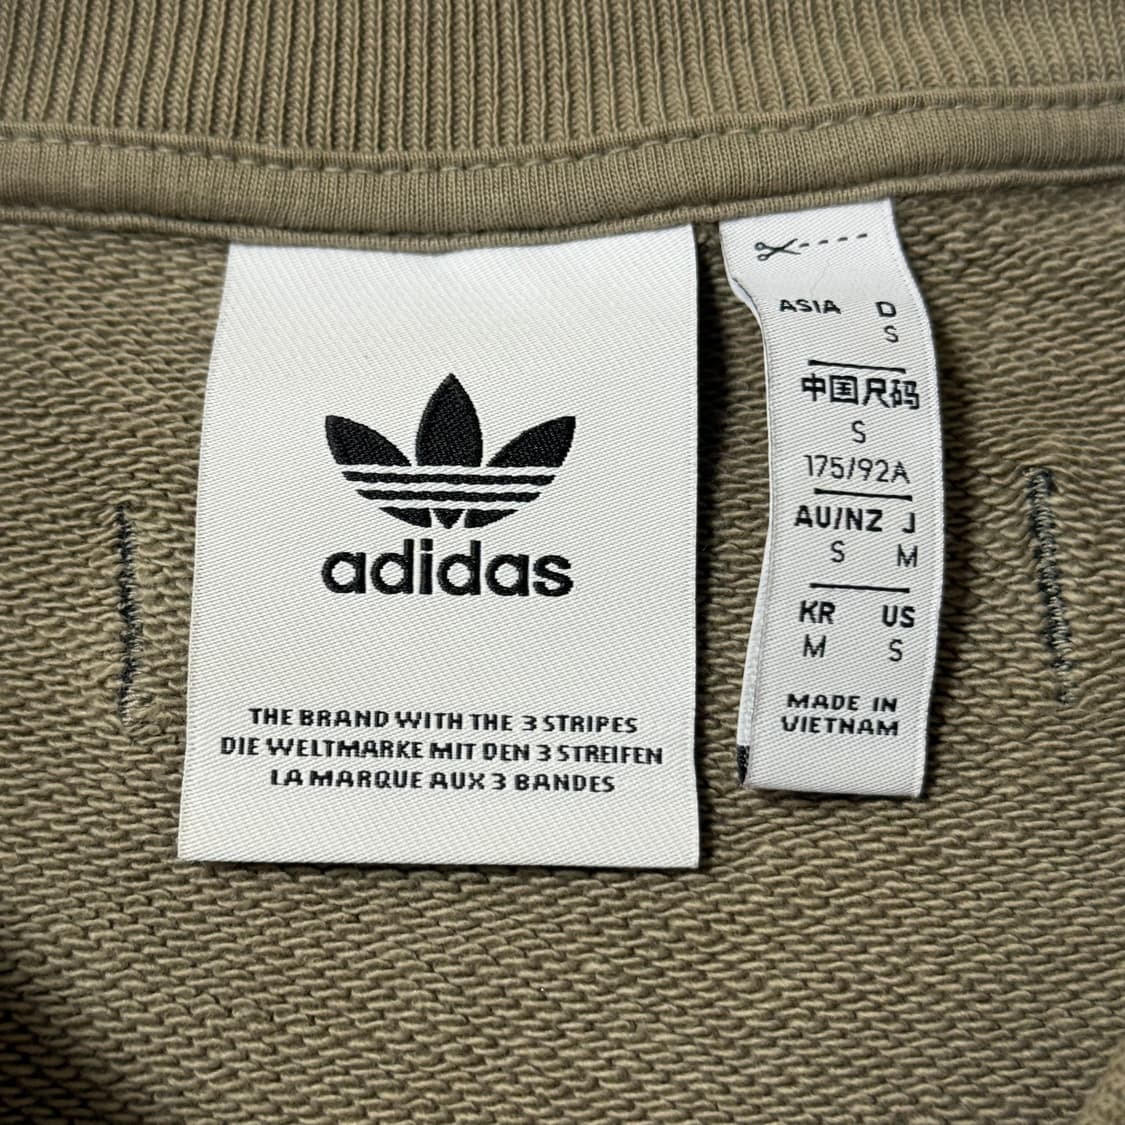 adidas
THE BRAND WITH THE 3 STRIPES
DIE WELTMARKE MIT DEN 3 STREIFEN
LA MARQUE AUX 3 BANDES
ASIA D
S
中国尺码
S
175/92A
AU/NZ J
S M
KR US
M S
MADE IN
VIETNAM